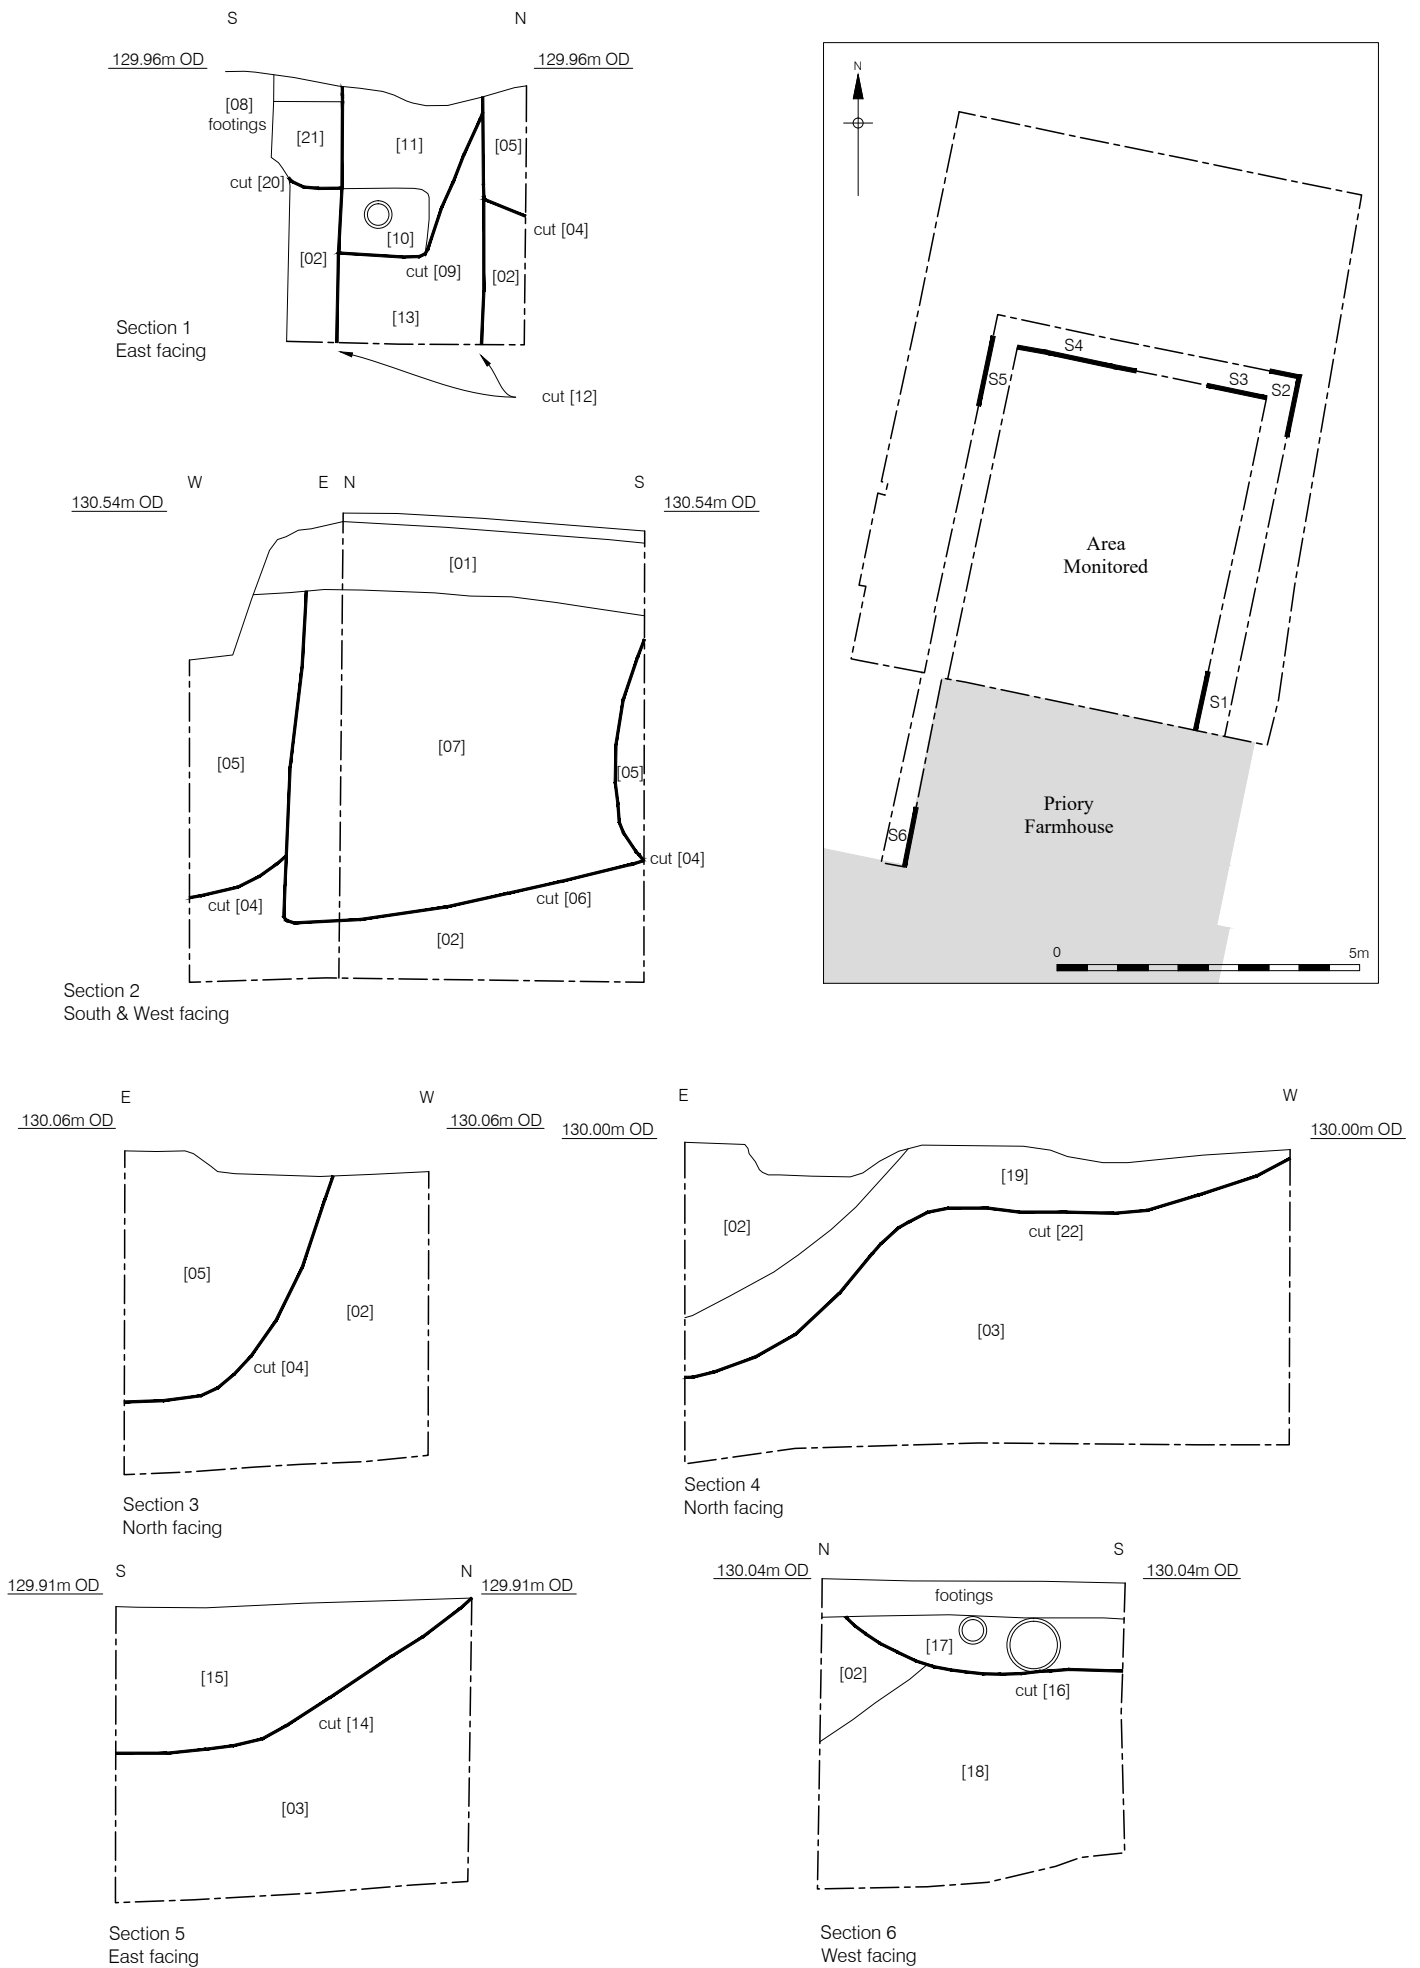 S N
129.96m OD 129.96m OD
[08]
footings
[21]
[11]
[05]
cut [20]
[10]
cut [04]
[02]
cut [09]
[02]
[13]
Section 1
East facing
cut [12]
W E N S
130.54m OD 130.54m OD
[01]
[07]
[05]
[05]
cut [04]
cut [04]
cut [06]
[02]
Section 2
South & West facing
N
S4
S5
S3
S2
Area
Monitored
S1
Priory
Farmhouse
S6
0 5m
E W
130.06m OD 130.06m OD
[05]
[02]
cut [04]
Section 3
North facing
E W
130.00m OD 130.00m OD
[19]
[02]
cut [22]
[03]
Section 4
North facing
S N
129.91m OD 129.91m OD
[15]
cut [14]
[03]
Section 5
East facing
N S
130.04m OD 130.04m OD
footings
[17]
[02]
cut [16]
[18]
Section 6
West facing